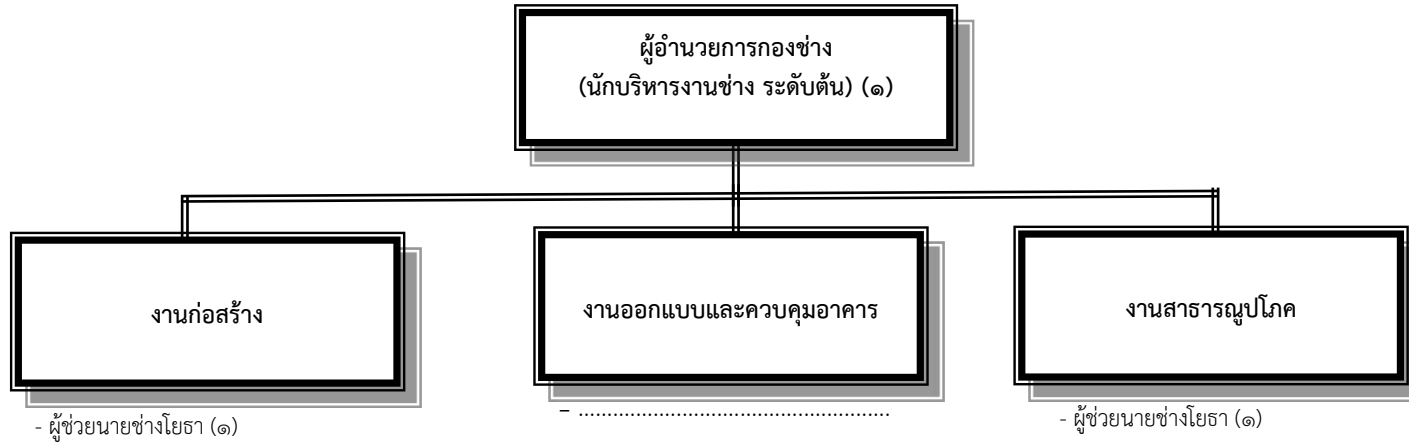 ผู้อำนวยการกองช่าง
(นักบริหารงานช่าง ระดับต้น) (๑)
งานก่อสร้าง
งานออกแบบและควบคุมอาคาร
งานสาธารณูปโภค
- ผู้ช่วยนายช่างโยธา (๑)
- ......................................................
- ผู้ช่วยนายช่างโยธา (๑)